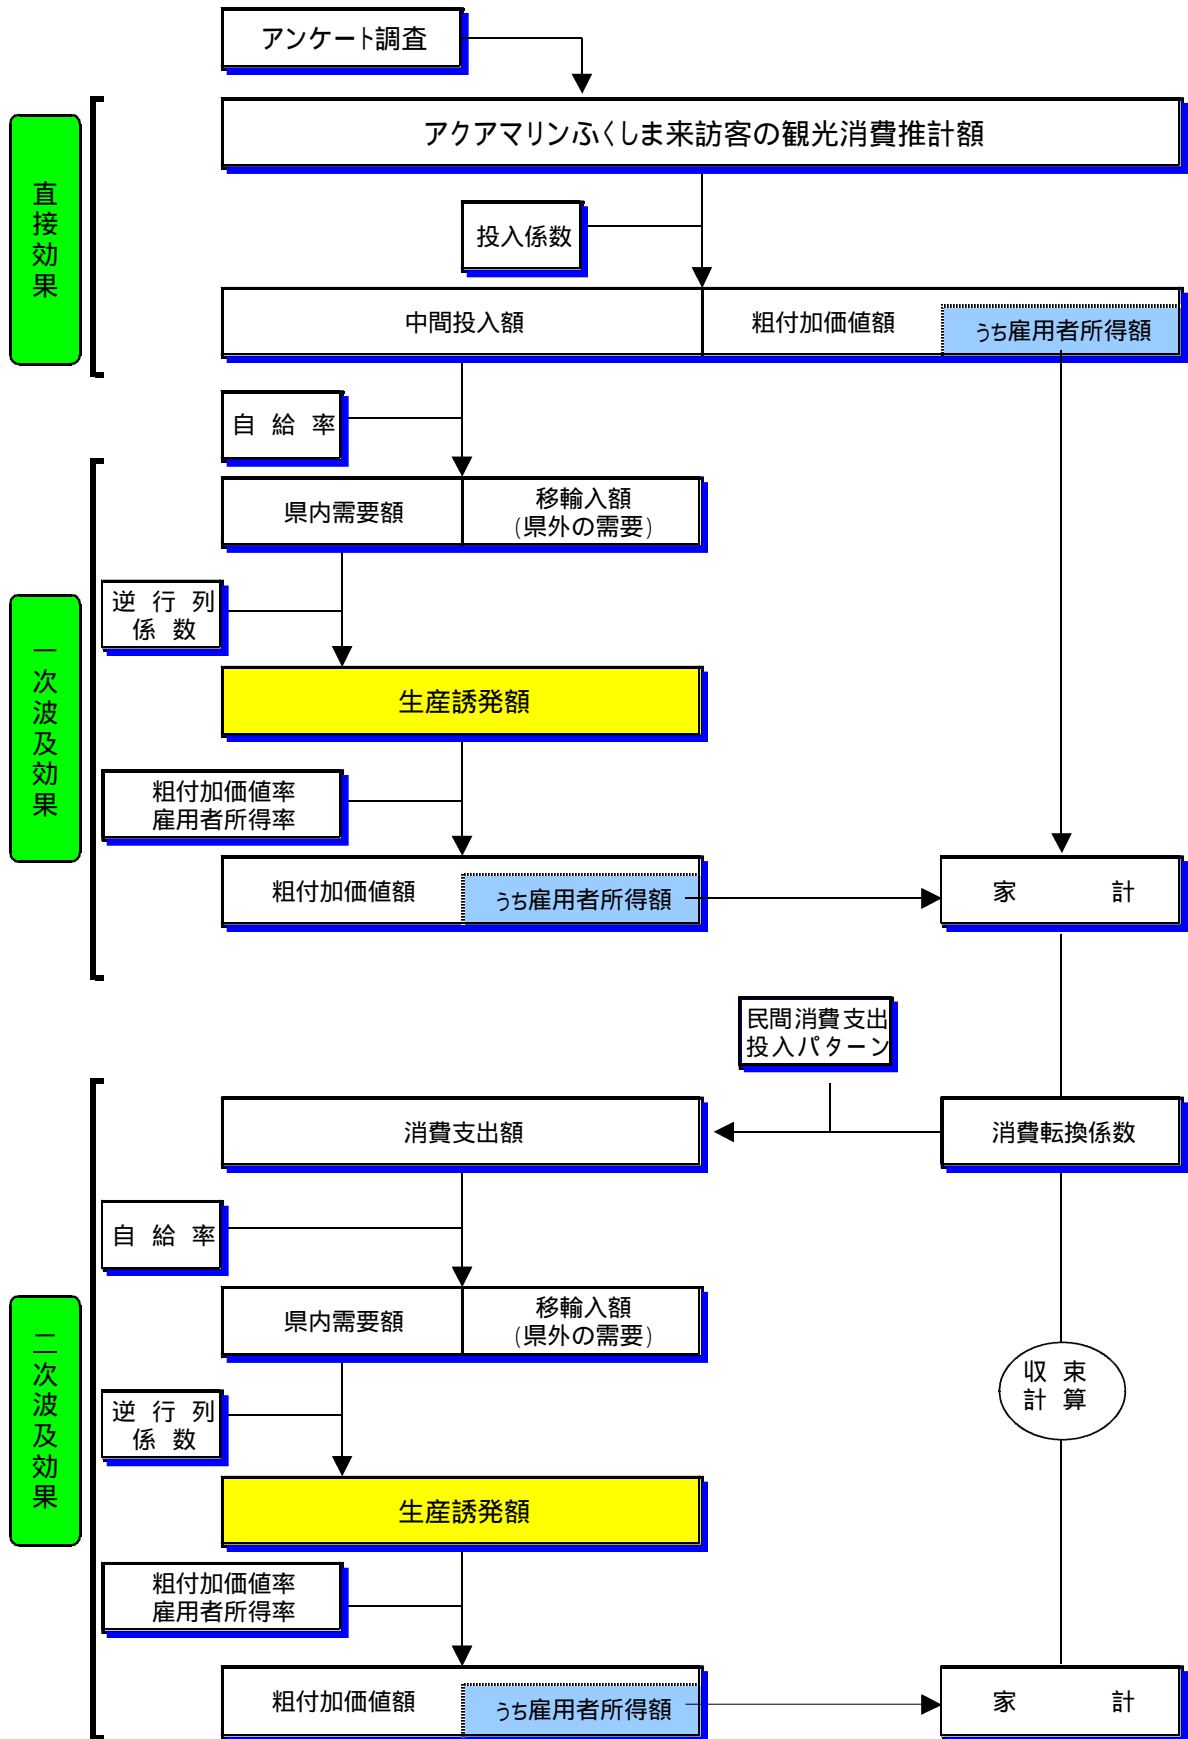 アンケート調査
アクアマリンふくしま来訪客の観光消費推計額
直接効果
投入係数
中間投入額
粗付加価値額
うち雇用者所得額
自 給 率
県内需要額
移輸入額
(県外の需要)
逆 行 列
係 数
一次波及効果
生産誘発額
粗付加価値率
雇用者所得率
粗付加価値額
うち雇用者所得額
家 計
民間消費支出
投入パターン
消費支出額
消費転換係数
自 給 率
県内需要額
移輸入額
(県外の需要)
二次波及効果
収 束
計 算
逆 行 列
係 数
生産誘発額
粗付加価値率
雇用者所得率
粗付加価値額
うち雇用者所得額
家 計